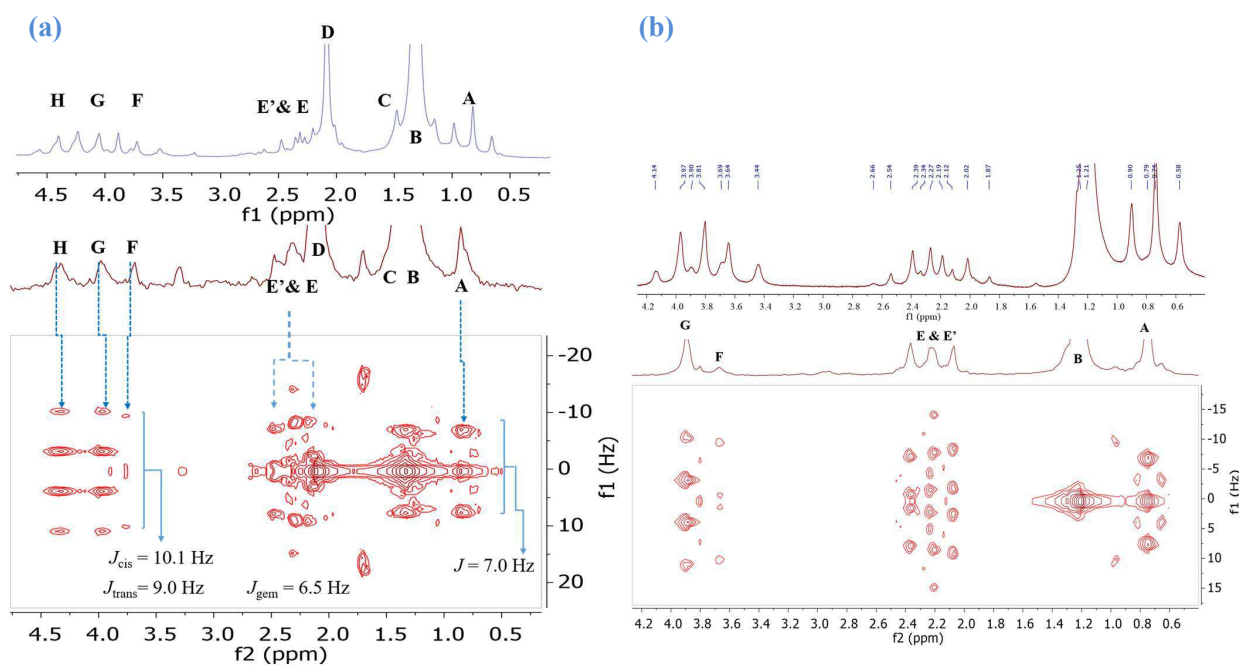 (a)
D
H G F E'& E C B A
4.5 4.0 3.5 3.0 2.5 2.0 1.5 1.0 0.5
f1 (ppm)
H G F E'& E D C B A
-20
-10
0
10
20
f1 (Hz)
Jcis = 10.1 Hz
Jtrans= 9.0 Hz
Jgem = 6.5 Hz
J = 7.0 Hz
4.5 4.0 3.5 3.0 2.5 2.0 1.5 1.0 0.5
f2 (ppm)
(b)
4.14 3.97 3.90 3.81 3.69 3.64 3.44 2.66 2.54 2.39 2.34 2.27 2.19 2.12 2.02 1.87 1.25 1.21 0.90 0.79 0.58
4.2 4.0 3.8 3.6 3.4 3.2 3.0 2.8 2.6 2.4 2.2 2.0 1.8 1.6 1.4 1.2 1.0 0.8 0.6
f1 (ppm)
G F E & E' B A
-15
-10
-5
0
5
10
15
f1 (Hz)
4.2 4.0 3.8 3.6 3.4 3.2 3.0 2.8 2.6 2.4 2.2 2.0 1.8 1.6 1.4 1.2 1.0 0.8 0.6
f2 (ppm)